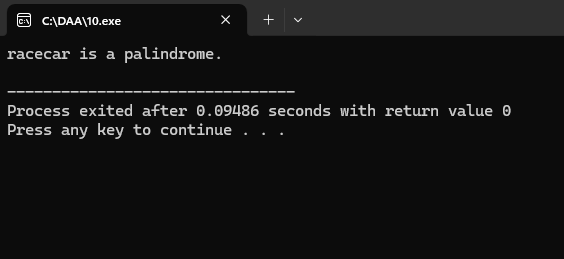 C:\DAA\10.exe
racecar is a palindrome.
--------------------------------
Process exited after 0.09486 seconds with return value 0
Press any key to continue . . .